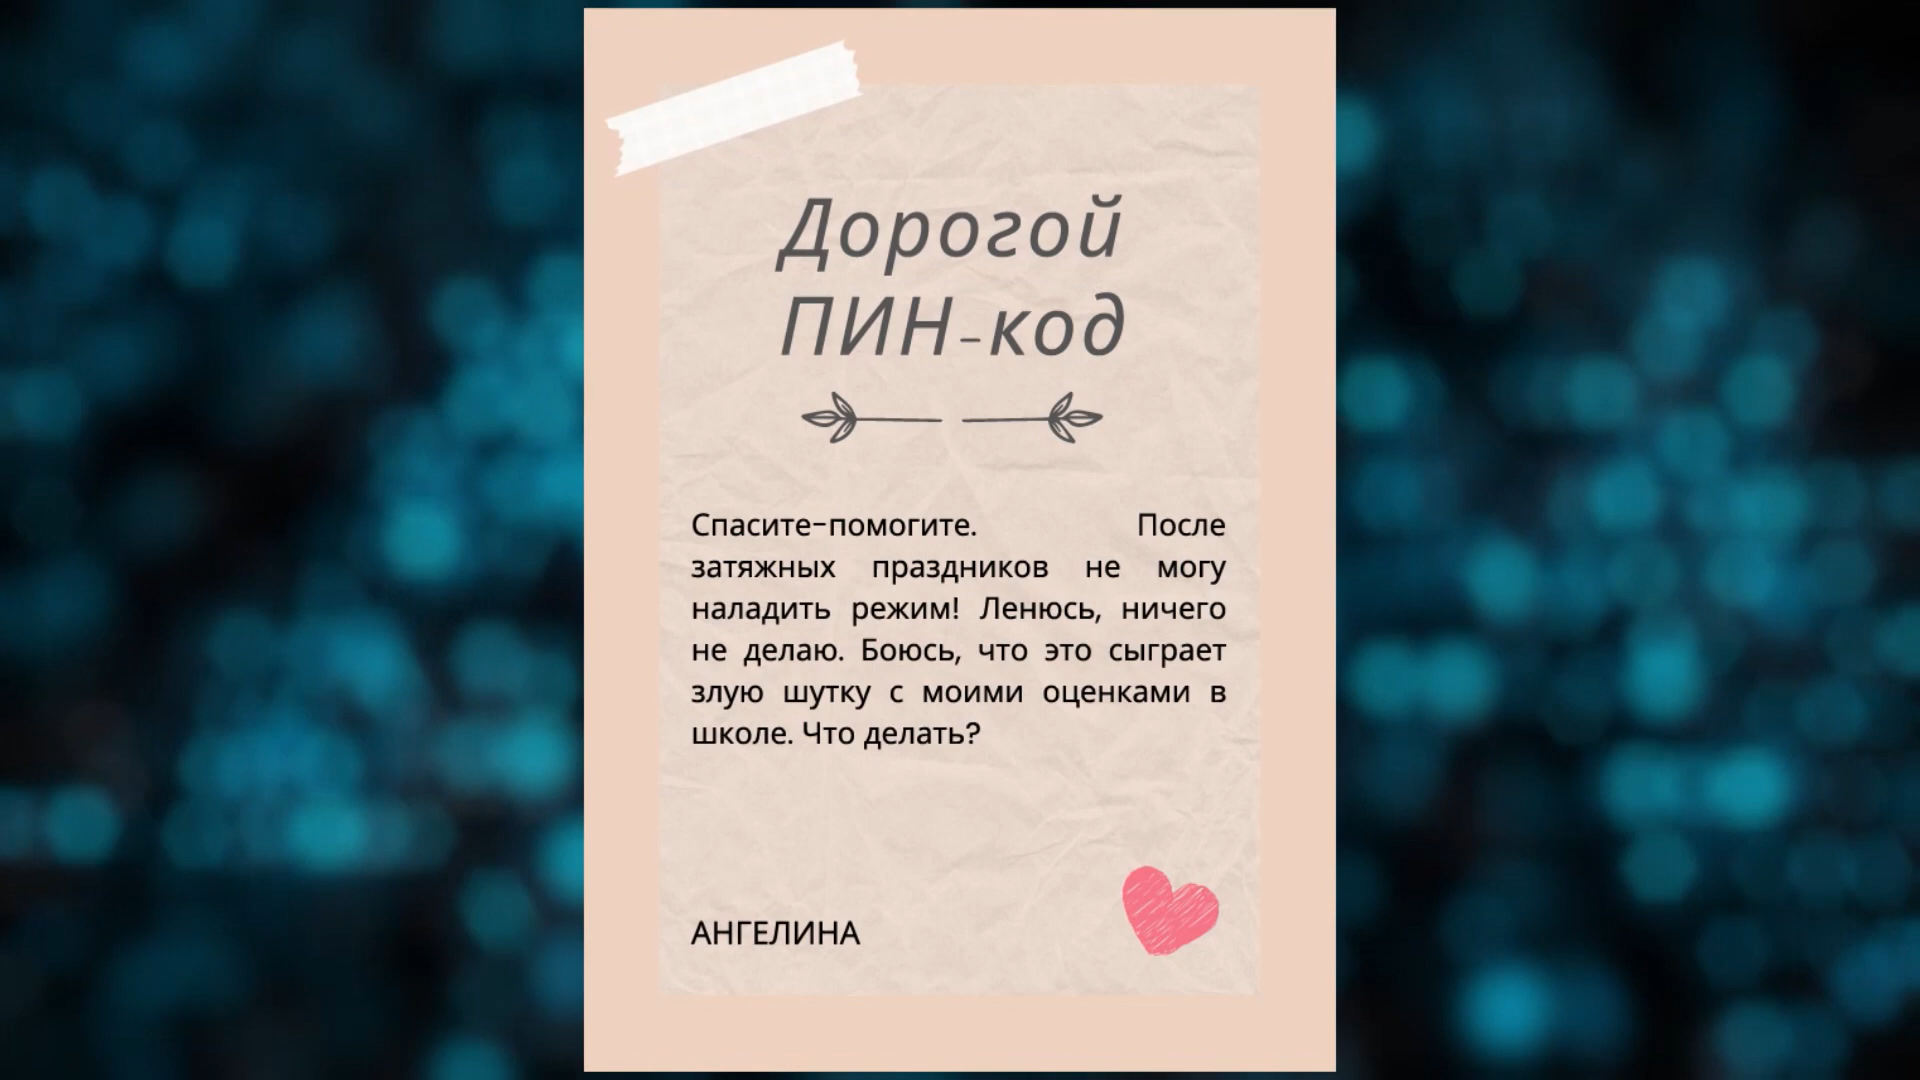 Дорогой
ПИН-код
Спасите-помогите. После
затяжных праздников не могу
наладить режим! Ленюсь, ничего
не делаю. Боюсь, что это сыграет
злую шутку с моими оценками в
школе. Что делать?
АНГЕЛИНА